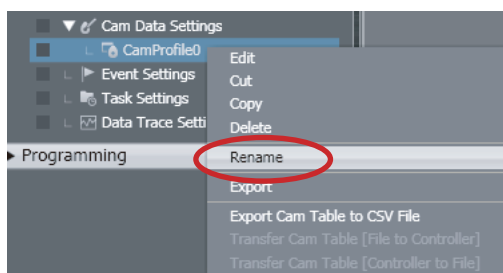 Cam Data Settings
CamProfile0
Event Settings
Task Settings
Data Trace Setti
Programming
Edit
Cut
Copy
Delete
Rename
Export
Export Cam Table to CSV File
Transfer Cam Table [File to Controller]
Transfer Cam Table [Controller to File]